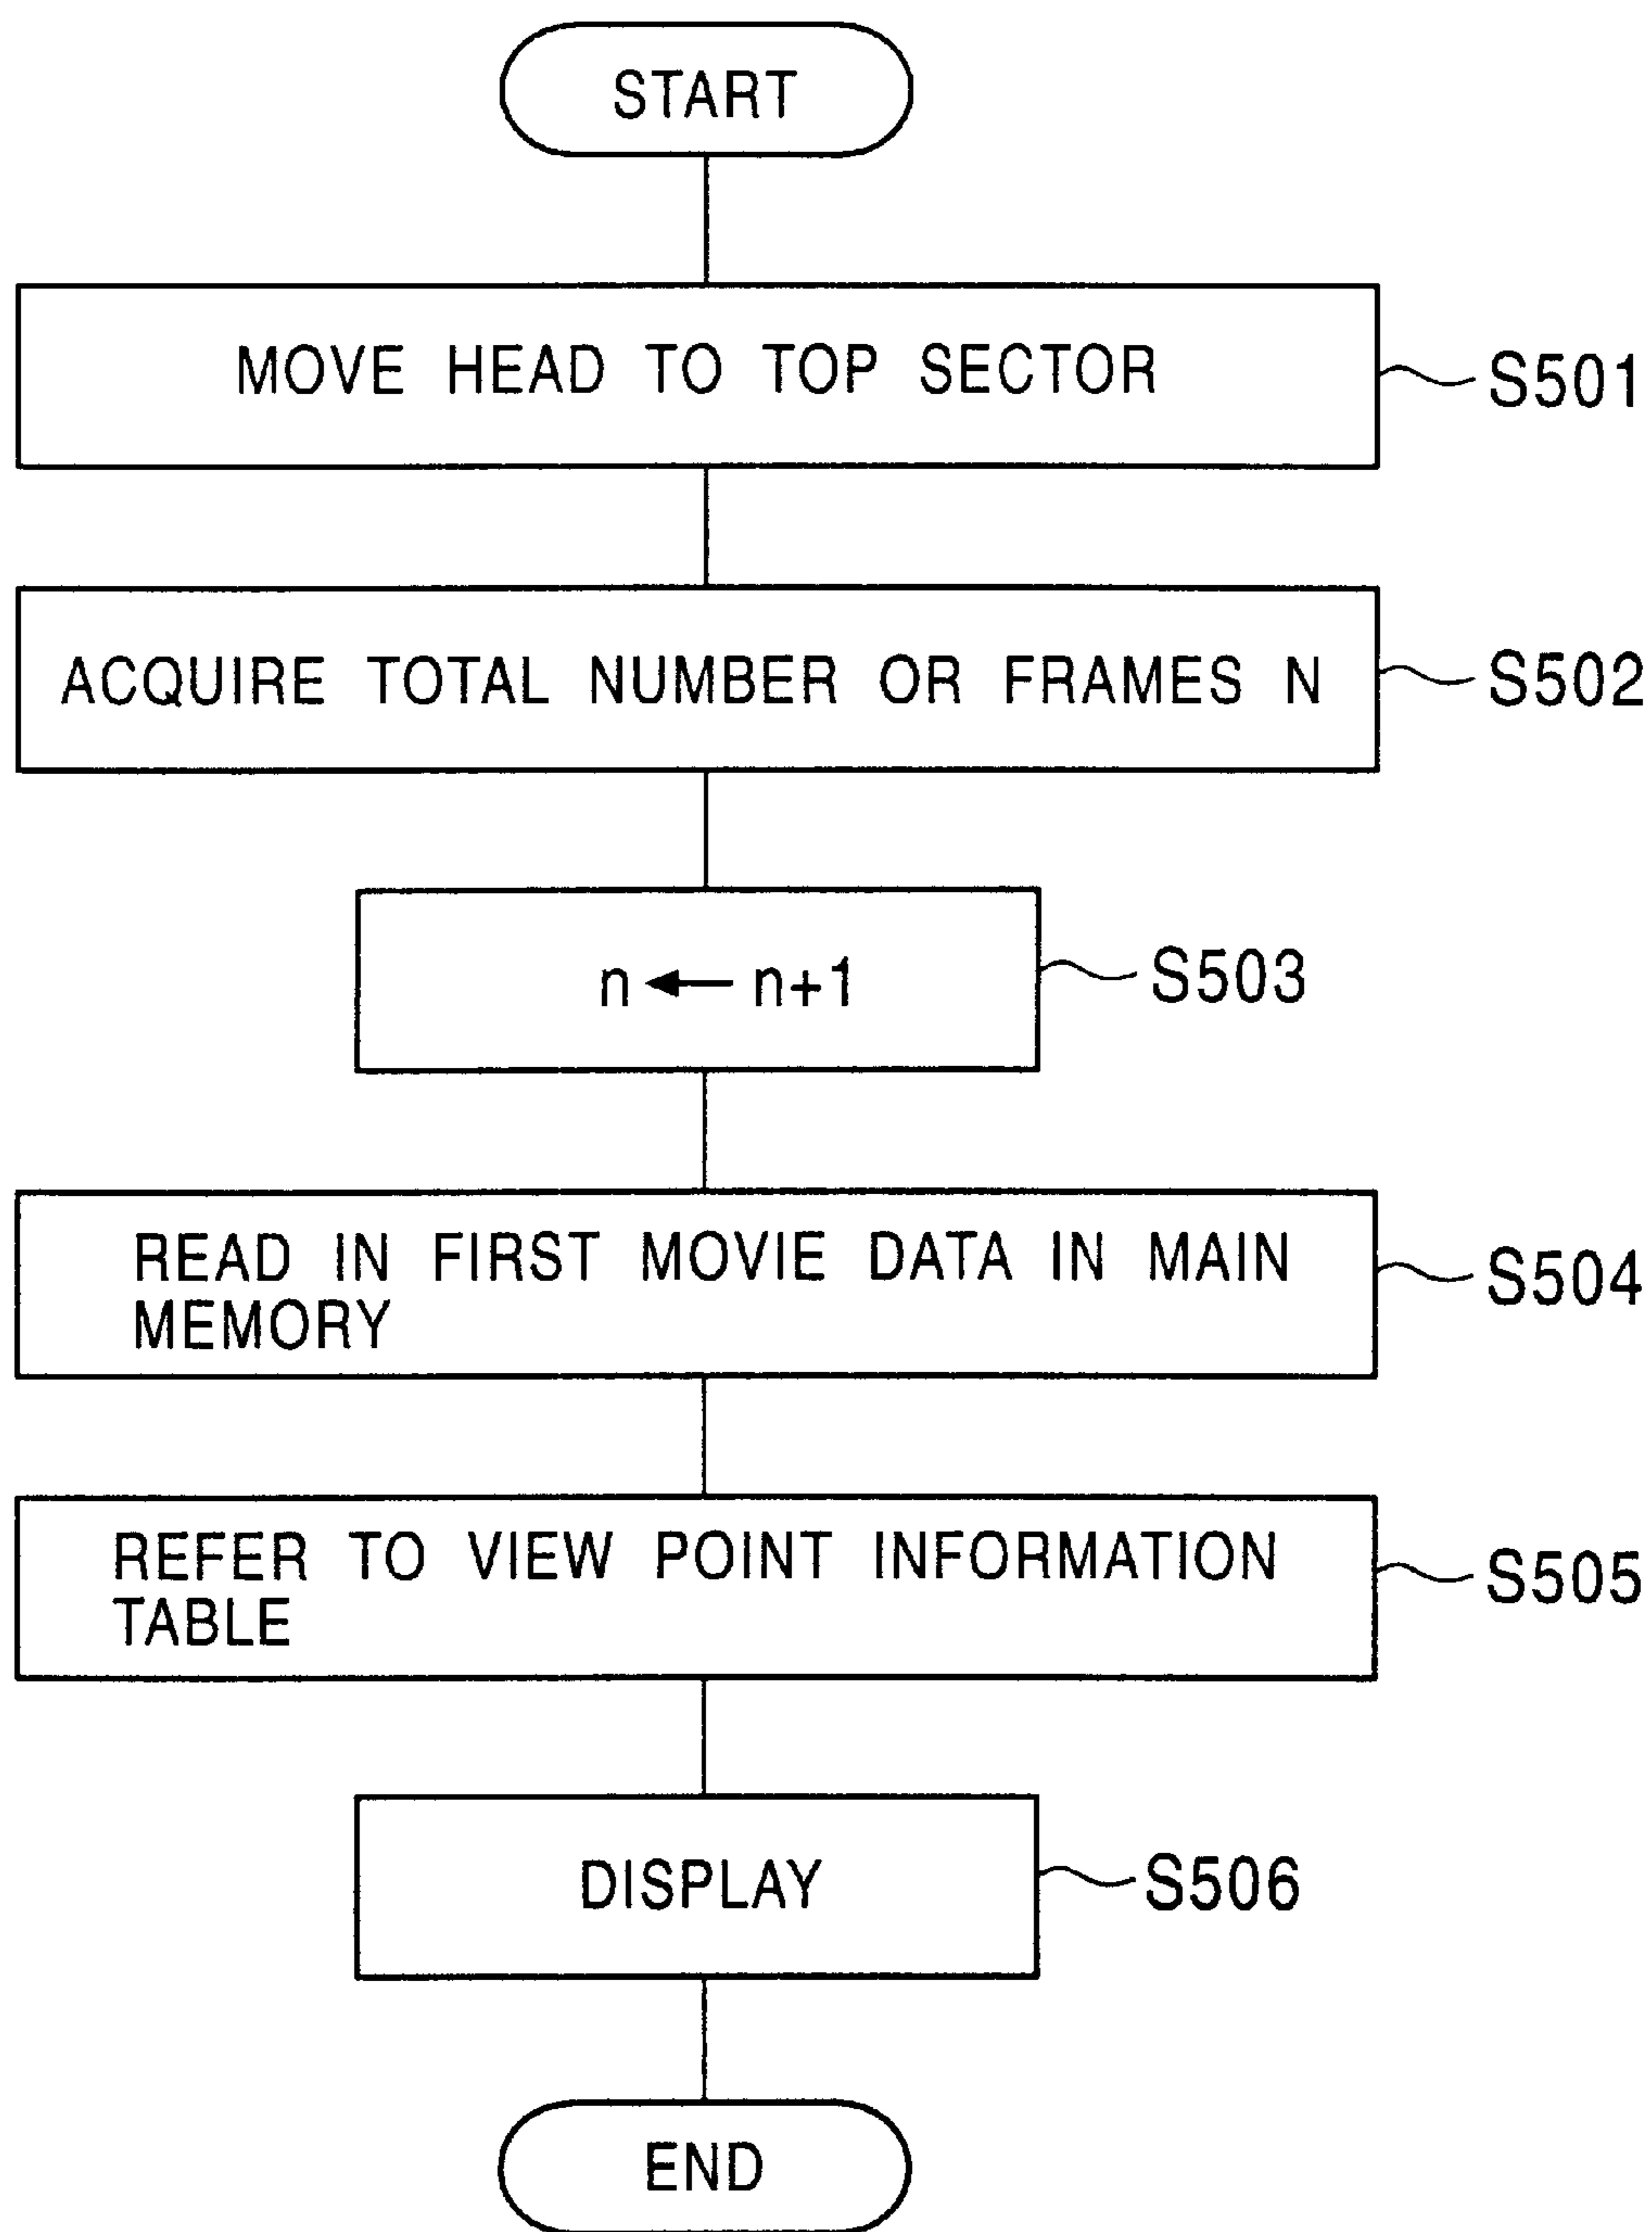 START
MOVE HEAD TO TOP SECTOR
S501
ACQUIRE TOTAL NUMBER OR FRAMES N
S502
n ← n+1
S503
READ IN FIRST MOVIE DATA IN MAIN
MEMORY
S504
REFER TO VIEW POINT INFORMATION
TABLE
S505
DISPLAY
S506
END